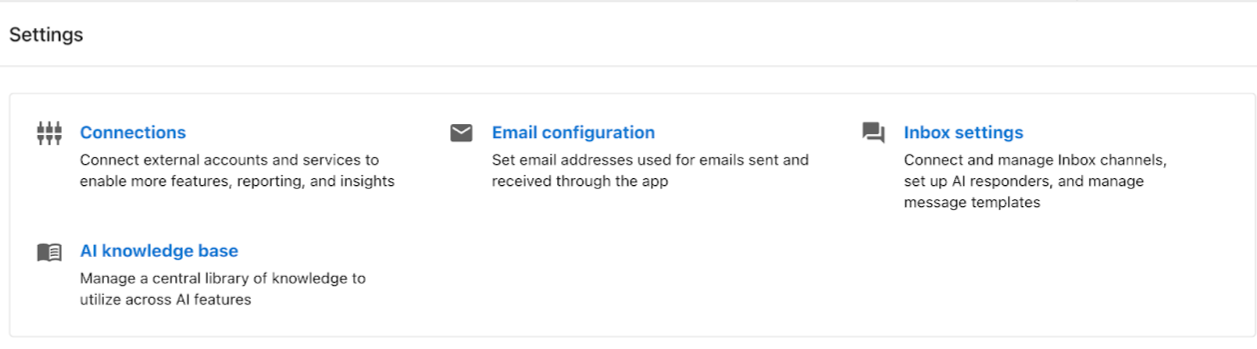 Settings
Connections
Connect external accounts and services to
enable more features, reporting, and insights
Email configuration
Set email addresses used for emails sent and
received through the app
Inbox settings
Connect and manage Inbox channels,
set up AI responders, and manage
message templates
AI knowledge base
Manage a central library of knowledge to
utilize across AI features